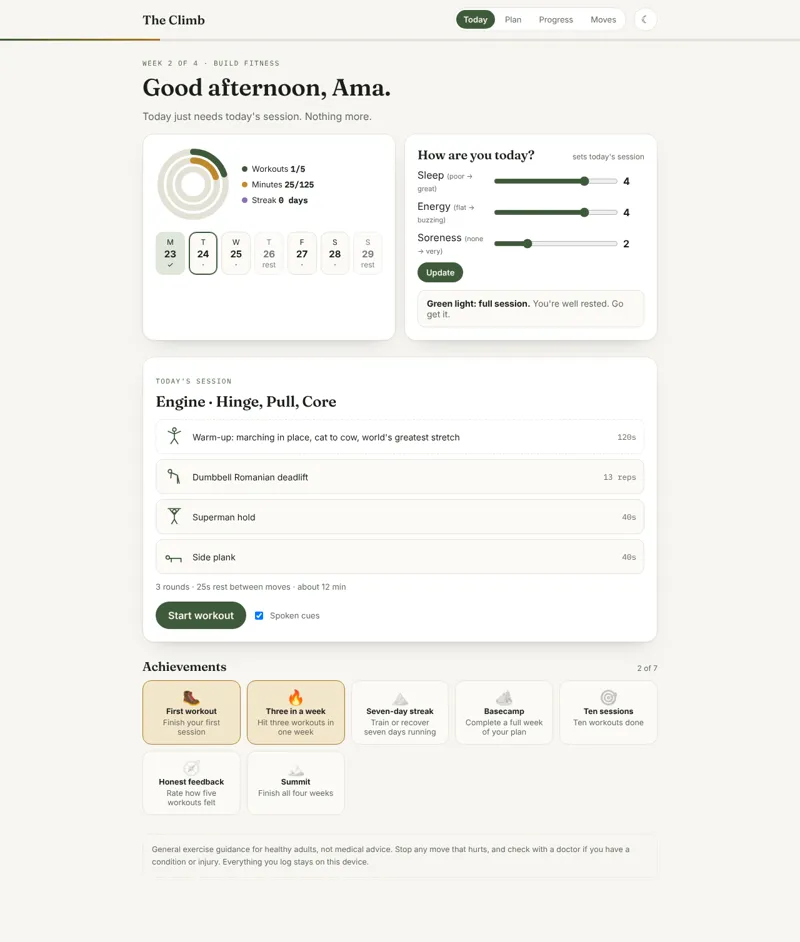 The Climb
Today Plan Progress Moves
WEEK 2 OF 4 · BUILD FITNESS
Good afternoon, Ama.
Today just needs today's session. Nothing more.
Workouts 1/5
Minutes 25/125
Streak 0 days
M T W T F S S
23 24 25 26 27 28 29
✓ · · rest · · rest
How are you today? sets today's session
Sleep (poor →
great) 4
Energy (flat →
buzzing) 4
Soreness (none
→ very) 2
Update
Green light: full session. You're well rested. Go
get it.
TODAY'S SESSION
Engine · Hinge, Pull, Core
Warm-up: marching in place, cat to cow, world's greatest stretch 120s
Dumbbell Romanian deadlift 13 reps
Superman hold 40s
Side plank 40s
3 rounds · 25s rest between moves · about 12 min
Start workout Spoken cues
Achievements 2 of 7
First workout
Finish your first
session
Three in a week
Hit three workouts in
one week
Seven-day streak
Train or recover
seven days running
Basecamp
Complete a full week
of your plan
Ten sessions
Ten workouts done
Honest feedback
Rate how five
workouts felt
Summit
Finish all four weeks
General exercise guidance for healthy adults, not medical advice. Stop any move that hurts, and check with a doctor if you have a
condition or injury. Everything you log stays on this device.